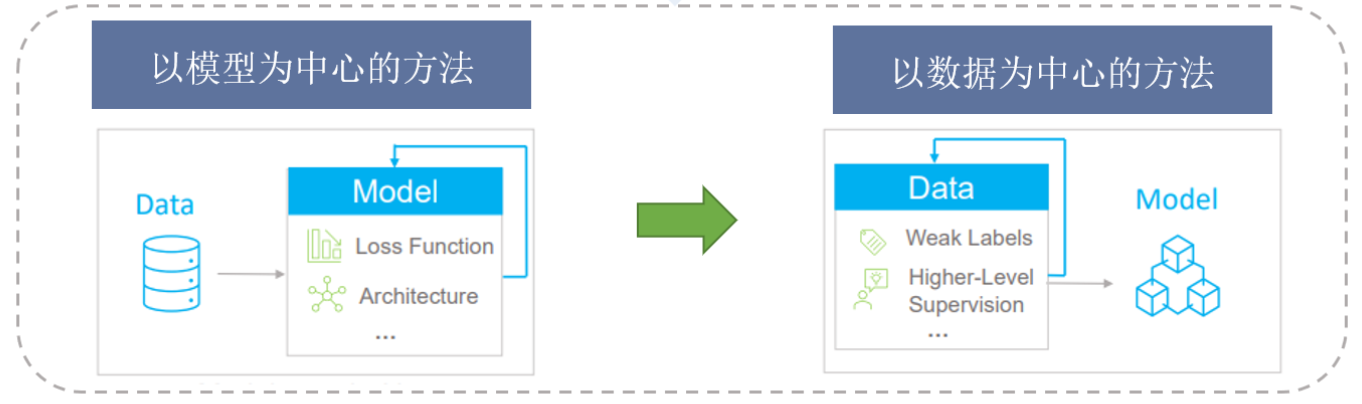 以模型为中心的方法
Data
Model
Loss Function
Architecture
...
以数据为中心的方法
Data
Weak Labels
Higher-Level
Supervision
...
Model